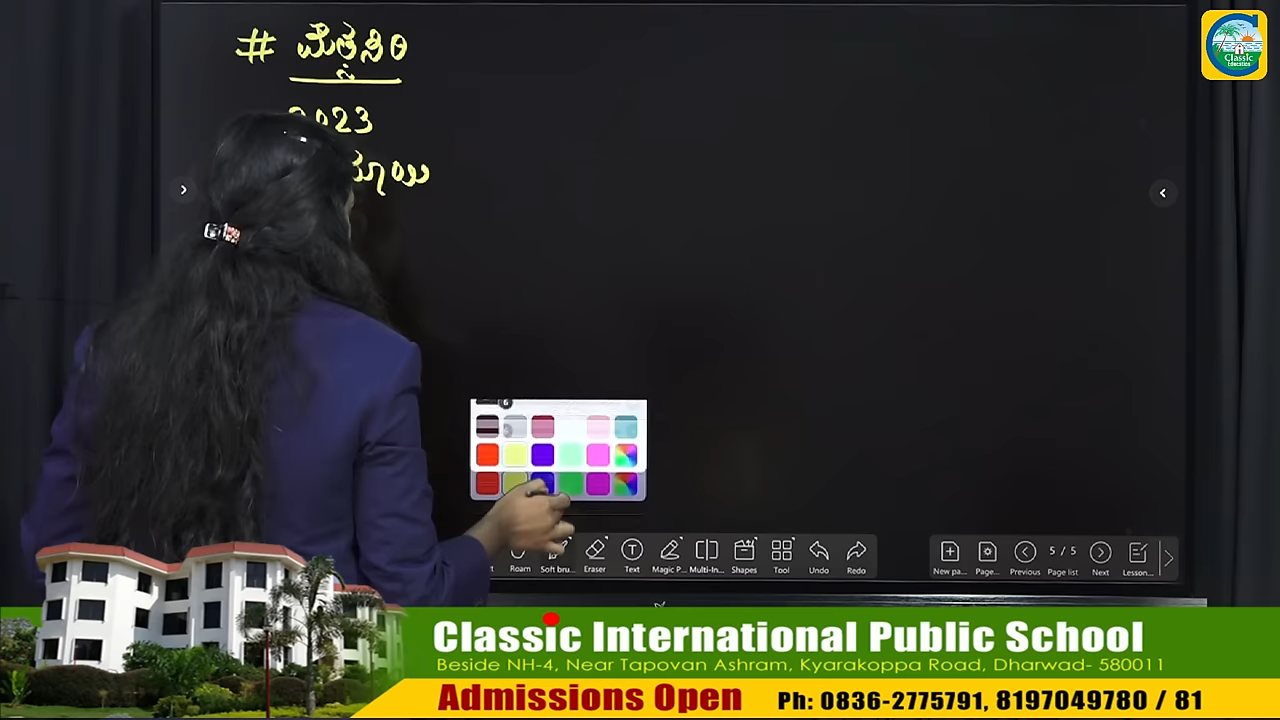 # ಮೈತ್ರಿಸಿರಿ
2023
Classic
Education
Roam
Soft bru...
Eraser
Text
Magic P...
Multi-In...
Shapes
Tool
Undo
Redo
New pa...
Page...
Previous
5 / 5
Page list
Next
Lesson...
Classic International Public School
Beside NH-4, Near Tapovan Ashram, Kyarakoppa Road, Dharwad- 580011
Admissions Open
Ph: 0836-2775791, 8197049780 / 81